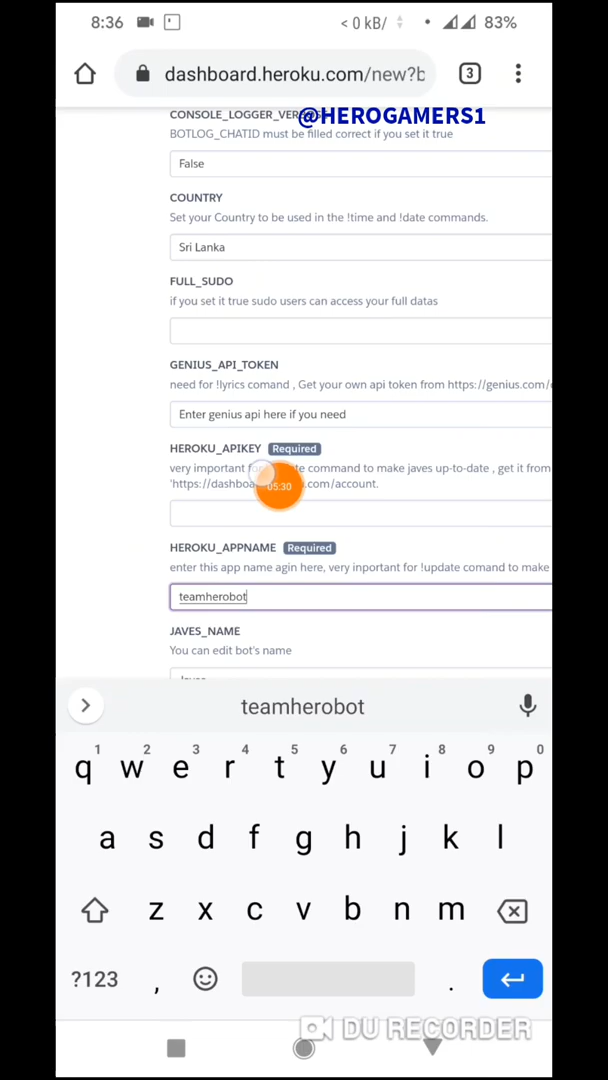 8:36
< 0 kB/
83%
dashboard.heroku.com/new?b
3
@HEROGAMERS1
BOTLOG_CHATID must be filled correct if you set it true
False
COUNTRY
Set your Country to be used in the !time and !date commands.
Sri Lanka
FULL_SUDO
if you set it true sudo users can access your full datas
GENIUS_API_TOKEN
need for !lyrics comand , Get your own api token from https://genius.com/
Enter genius api here if you need
HEROKU_APIKEY Required
very important command to make javes up-to-date , get it from
05:30
'https://dashboa .com/account.
HEROKU_APPNAME Required
enter this app name agin here, very inportant for !update comand to make
teamherobot
JAVES_NAME
You can edit bot's name
teamherobot
1 2 3 4 5 6 7 8 9 0
q w e r t y u i o p
a s d f g h j k l
z x c v b n m
?123 , .
DU RECORDER